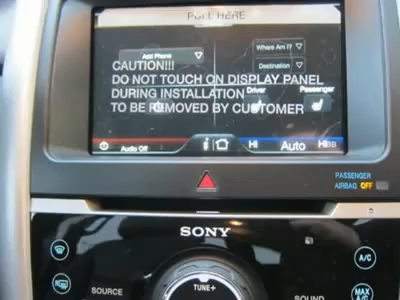 PULL HERE
Add Phone
Where Am I?
CAUTION!!!
Destination
DO NOT TOUCH ON DISPLAY PANEL
DURING INSTALLATION
Driver
Passenger
TO BE REMOVED BY CUSTOMER
Audio Off
i
HI
Auto
HI
PASSENGER
AIRBAG OFF
SONY
A/C
R
SOURCE
TUNE+
SOUND
MAX
A/C